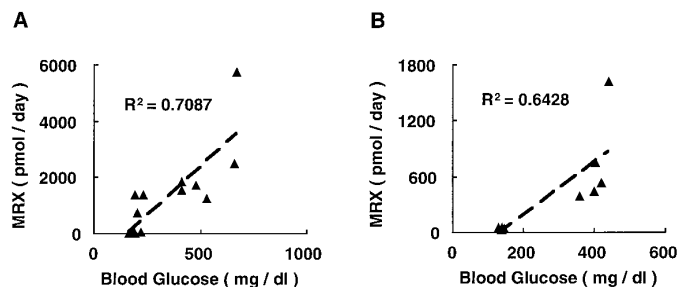 A
6000
4000
2000
0
0
500
1000
MRX ( pmol / day )
R² = 0.7087
Blood Glucose ( mg / dl )
B
1800
1200
600
0
0
200
400
600
MRX ( pmol / day )
R² = 0.6428
Blood Glucose ( mg / dl )